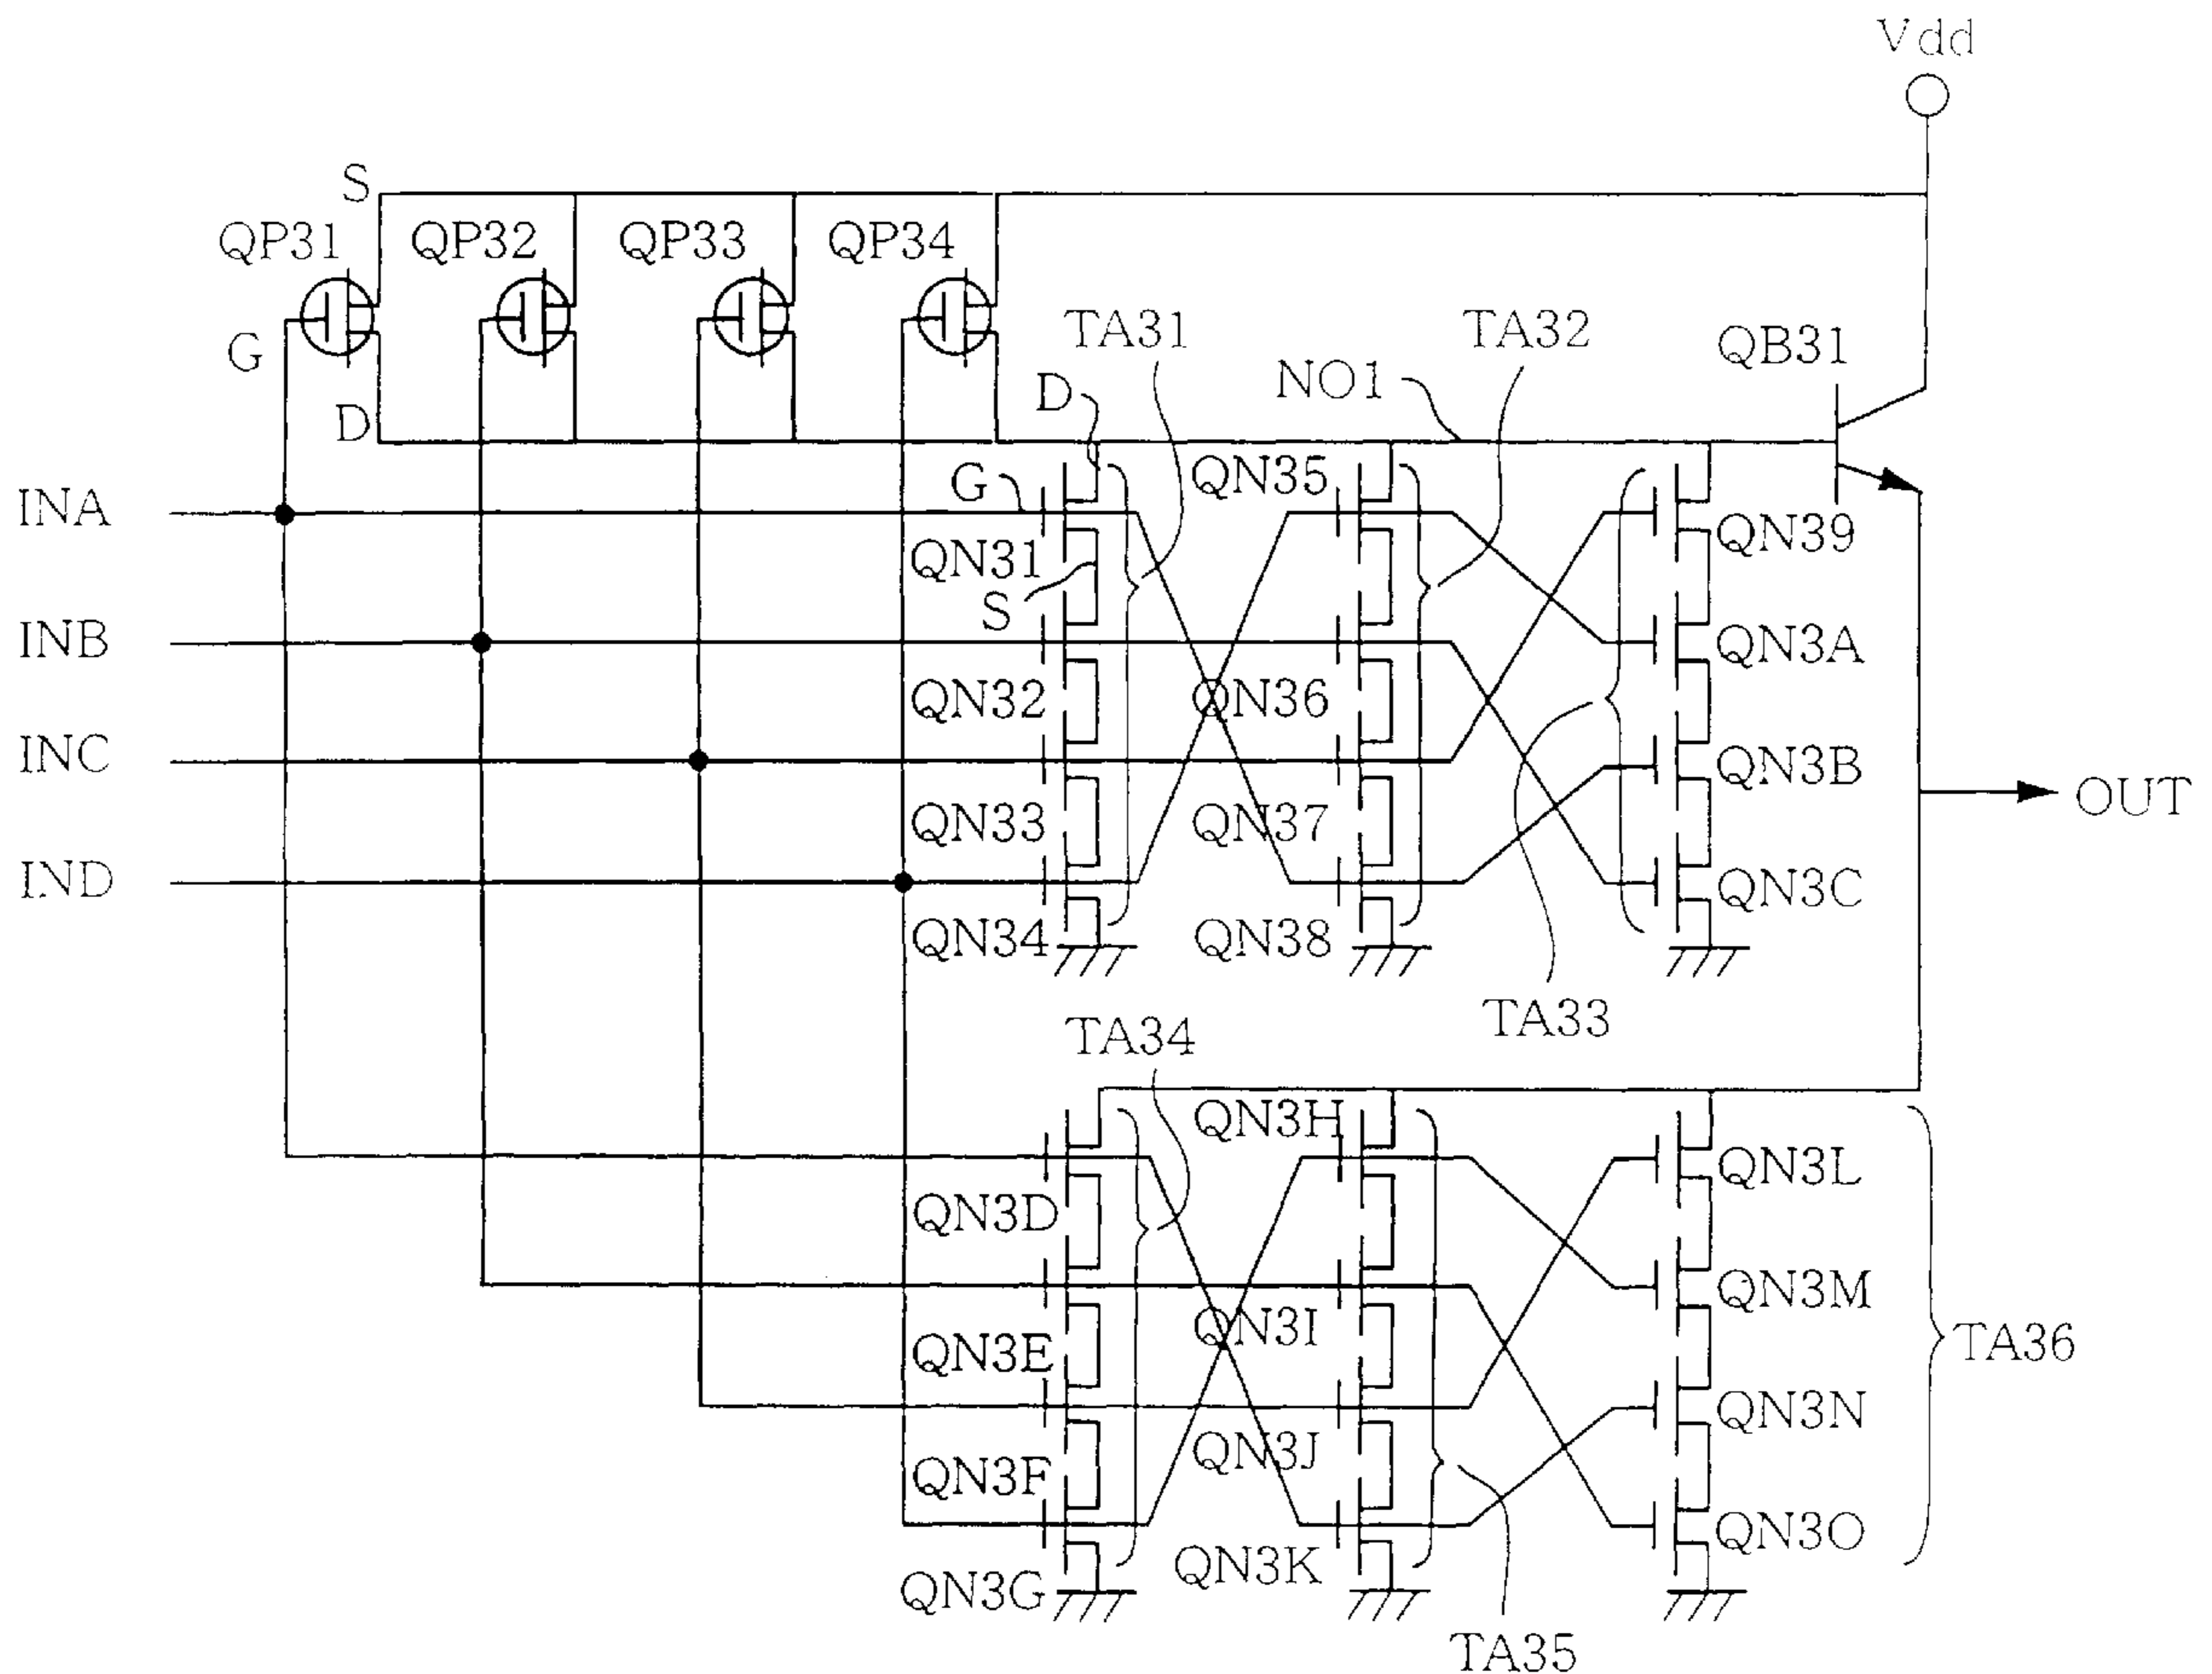 Vdd
S
QP31
QP32
QP33
QP34
G
D
TA31
D
NO1
TA32
QB31
INA
G
QN35
QN31
QN39
S
INB
QN3A
QN32
QN36
INC
QN3B
QN33
QN37
OUT
IND
QN3C
QN34
QN38
TA33
TA34
QN3H
QN3L
QN3D
QN3M
QN3E
QN3I
TA36
QN3F
QN3J
QN3N
QN3G
QN3K
QN3O
TA35